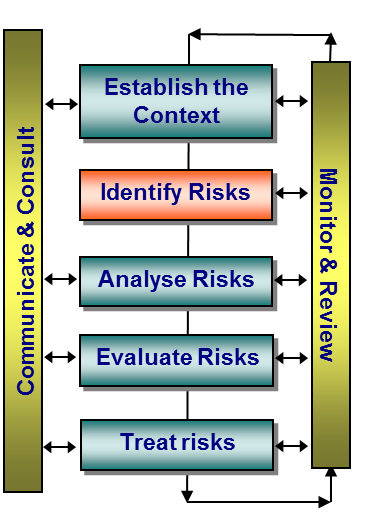 Establish the
Context
Identify Risks
Analyse Risks
Evaluate Risks
Treat risks
Communicate & Consult
Monitor & Review